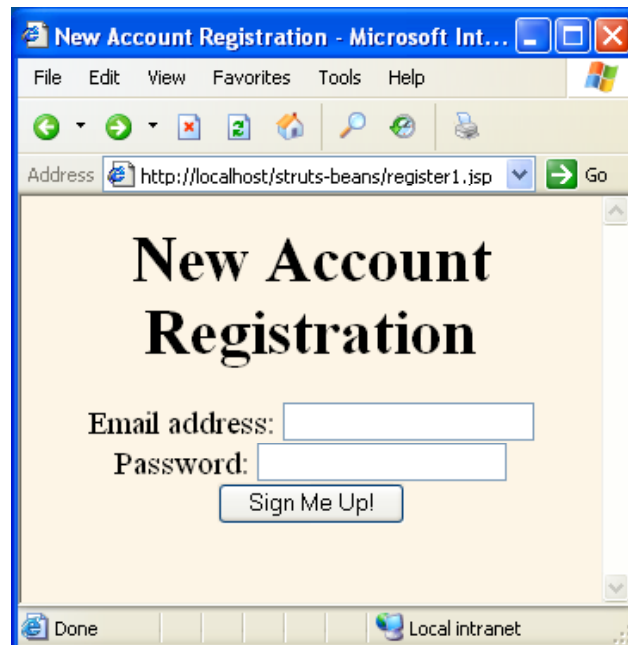 New Account Registration - Microsoft Int...
File Edit View Favorites Tools Help
Address http://localhost/struts-beans/register1.jsp Go
New Account
Registration
Email address:
Password:
Sign Me Up!
Done Local intranet